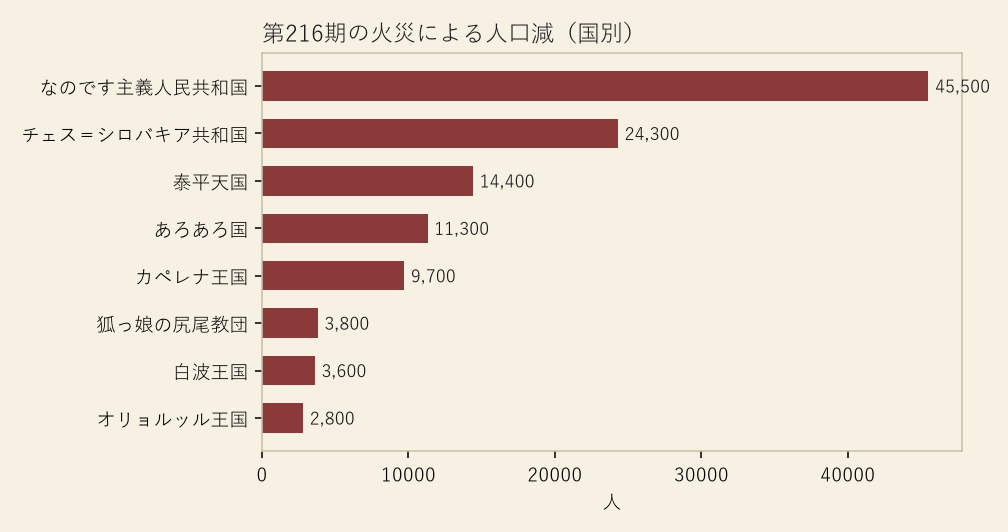 第216期の火災による人口減（国別）
なのです主義人民共和国 45,500
チェス＝シロバキア共和国 24,300
泰平天国 14,400
あろあろ国 11,300
カペレナ王国 9,700
狐っ娘の尻尾教団 3,800
白波王国 3,600
オリョルッル王国 2,800
0 10000 20000 30000 40000
人